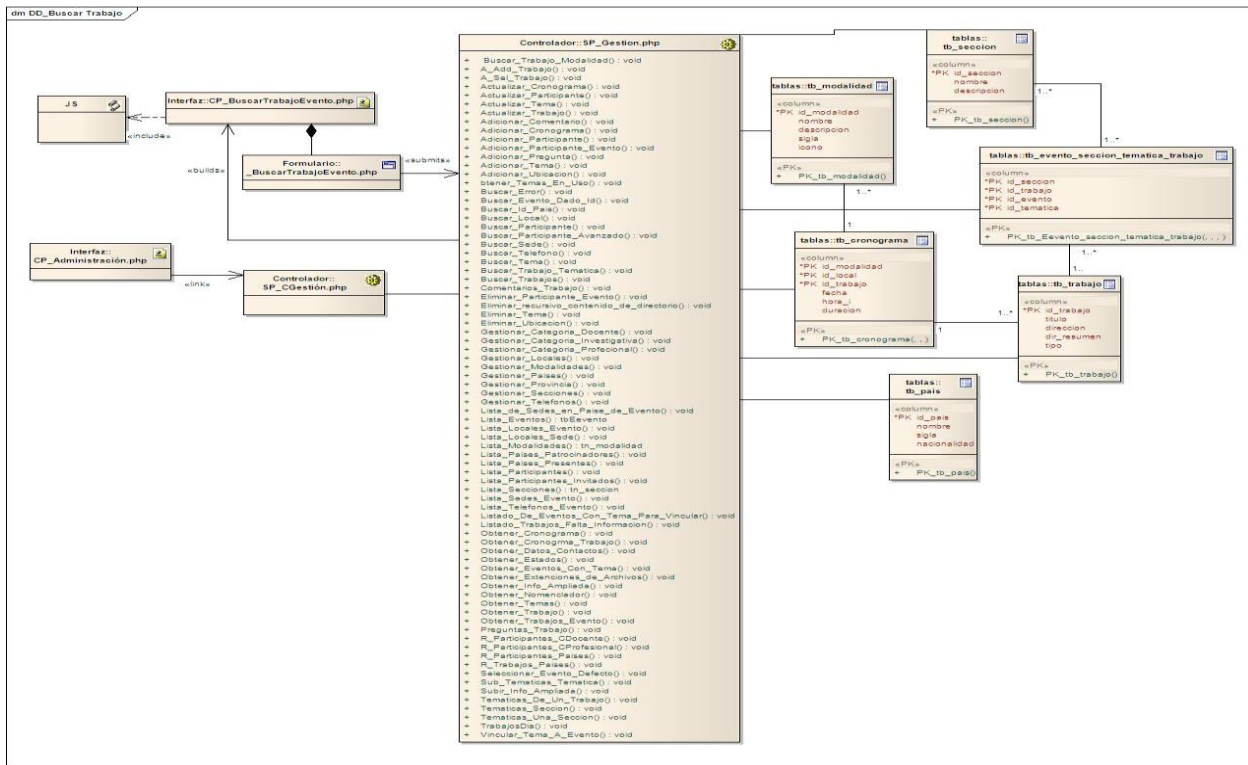 dm DD_Buscar Trabajo
JS
«include»
Interfaz::CP_BuscarTrabajoEvento.php
«builds»
Formulario::
_BuscarTrabajoEvento.php
«submits»
Interfaz::
CP_Administración.php
«link»
Controlador::
SP_CGestión.php
Controlador::SP_Gestion.php
+ Buscar_Trabajo_Modalidad() : void
+ A_Add_Trabajo() : void
+ A_Sel_Trabajo() : void
+ Actualizar_Cronograma() : void
+ Actualizar_Participante() : void
+ Actualizar_Tema() : void
+ Actualizar_Trabajo() : void
+ Adicionar_Comentario() : void
+ Adicionar_Cronograma() : void
+ Adicionar_Participante() : void
+ Adicionar_Participante_Evento() : void
+ Adicionar_Pregunta() : void
+ Adicionar_Tema() : void
+ Adicionar_Ubicacion() : void
+ btener_Temas_En_Uso() : void
+ Buscar_Error() : void
+ Buscar_Evento_Dado_Id() : void
+ Buscar_Id_Pais() : void
+ Buscar_Local() : void
+ Buscar_Participante() : void
+ Buscar_Participante_Avanzado() : void
+ Buscar_Sede() : void
+ Buscar_Telefono() : void
+ Buscar_Tema() : void
+ Buscar_Trabajo_Tematica() : void
+ Buscar_Trabajos() : void
+ Comentarios_Trabajo() : void
+ Eliminar_Participante_Evento() : void
+ Eliminar_recursivo_contenido_de_directorio() : void
+ Eliminar_Tema() : void
+ Eliminar_Ubicacion() : void
+ Gestionar_Categoria_Docente() : void
+ Gestionar_Categoria_Investigativa() : void
+ Gestionar_Categoria_Profecional() : void
+ Gestionar_Locales() : void
+ Gestionar_Modalidades() : void
+ Gestionar_Paises() : void
+ Gestionar_Provincia() : void
+ Gestionar_Secciones() : void
+ Gestionar_Telefonos() : void
+ Lista_de_Sedes_en_Paise_de_Evento() : void
+ Lista_Eventos() : tbEevento
+ Lista_Locales_Evento() : void
+ Lista_Locales_Sede() : void
+ Lista_Modalidades() : tn_modalidad
+ Lista_Paises_Patrocinadores() : void
+ Lista_Paises_Presentes() : void
+ Lista_Participantes() : void
+ Lista_Participantes_Invitados() : void
+ Lista_Secciones() : tn_seccion
+ Lista_Sedes_Evento() : void
+ Lista_Telefonos_Evento() : void
+ Listado_De_Eventos_Con_Tema_Para_Vincular() : void
+ Listado_Trabajos_Falta_Informacion() : void
+ Obtener_Cronograma() : void
+ Obtener_Cronogrma_Trabajo() : void
+ Obtener_Datos_Contactos() : void
+ Obtener_Estados() : void
+ Obtener_Eventos_Con_Tema() : void
+ Obtener_Extenciones_de_Archivos() : void
+ Obtener_Info_Ampliada() : void
+ Obtener_Nomenclador() : void
+ Obtener_Temas() : void
+ Obtener_Trabajo() : void
+ Obtener_Trabajos_Evento() : void
+ Preguntas_Trabajo() : void
+ R_Participantes_CDocente() : void
+ R_Participantes_CProfesional() : void
+ R_Participantes_Paises() : void
+ R_Trabajos_Paises() : void
+ Seleccionar_Evento_Defecto() : void
+ Sub_Tematicas_Tematica() : void
+ Subir_Info_Ampliada() : void
+ Tematicas_De_Un_Trabajo() : void
+ Tematicas_Seccion() : void
+ Tematicas_Una_Seccion() : void
+ TrabajosDia() : void
+ Vincular_Tema_A_Evento() : void
tablas::tb_modalidad
«column»
*PK id_modalidad
nombre
descripcion
sigla
icono
«PK»
+ PK_tb_modalidad()
1..*
1
tablas::tb_cronograma
«column»
*PK id_modalidad
*PK id_local
*PK id_trabajo
fecha
hora_i
duracion
«PK»
+ PK_tb_cronograma(, , )
1
1..*
tablas::
tb_seccion
«column»
*PK id_seccion
nombre
descripcion
«PK»
+ PK_tb_seccion()
1..*
1..*
tablas::tb_evento_seccion_tematica_trabajo
«column»
*PK id_seccion
*PK id_trabajo
*PK id_evento
*PK id_tematica
«PK»
+ PK_tb_Eevento_seccion_tematica_trabajo(, , , )
1..*
1..
tablas::tb_trabajo
«column»
*PK id_trabajo
titulo
direccion
dir_resumen
tipo
«PK»
+ PK_tb_trabajo()
tablas::
tb_pais
«column»
*PK id_pais
nombre
sigla
nacionalidad
«PK»
+ PK_tb_pais()